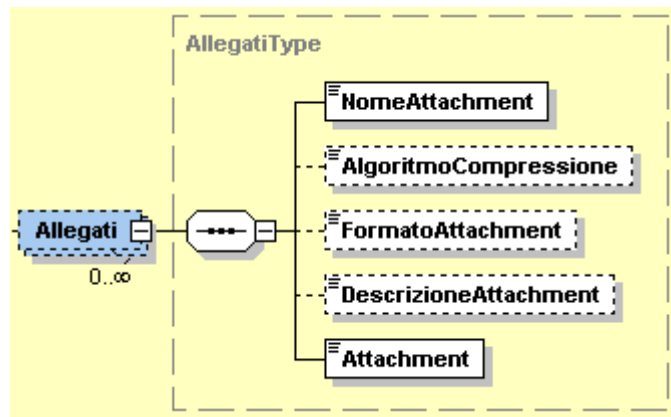 AllegatiType
NomeAttachment
AlgoritmoCompressione
Allegati
FormatoAttachment
0..∞
DescrizioneAttachment
Attachment